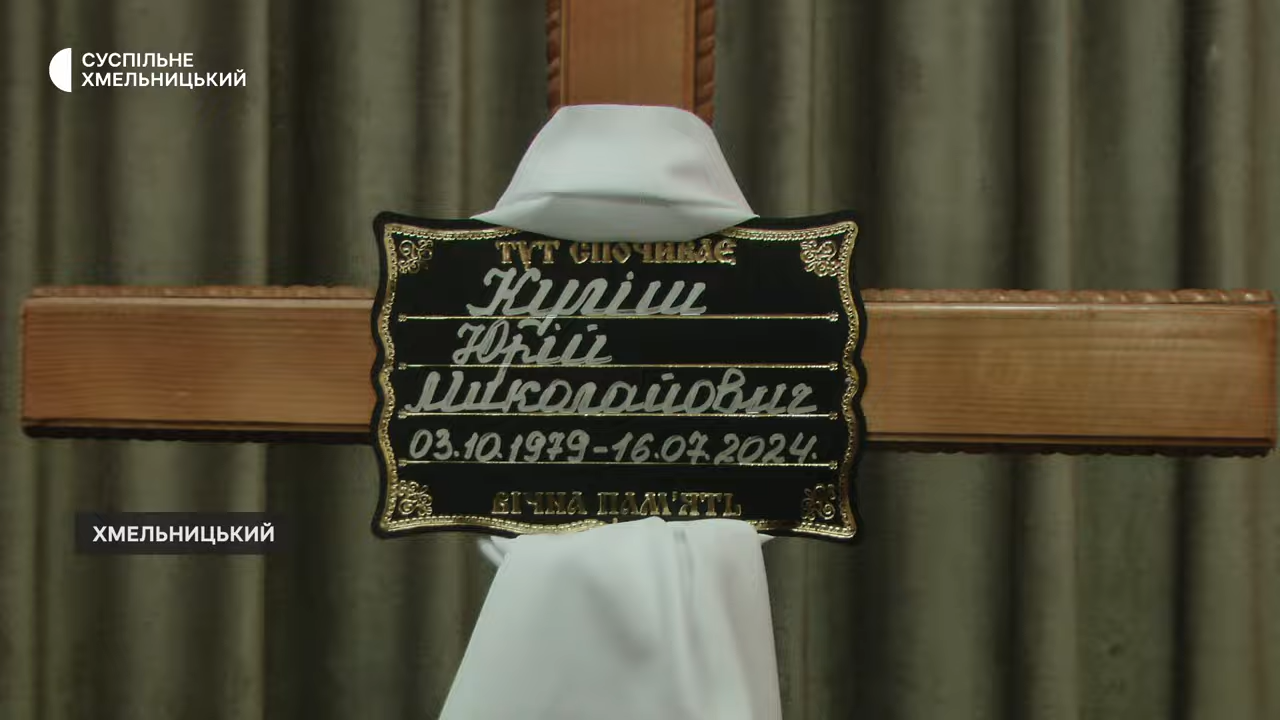 СУСПІЛЬНЕ
ХМЕЛЬНИЦЬКИЙ
ТУТ СПОЧИВАЄ
Куліш
Юрій
Миколайович
03.10.1979-16.07.2024.
ВІЧНА ПАМ'ЯТЬ
ХМЕЛЬНИЦЬКИЙ